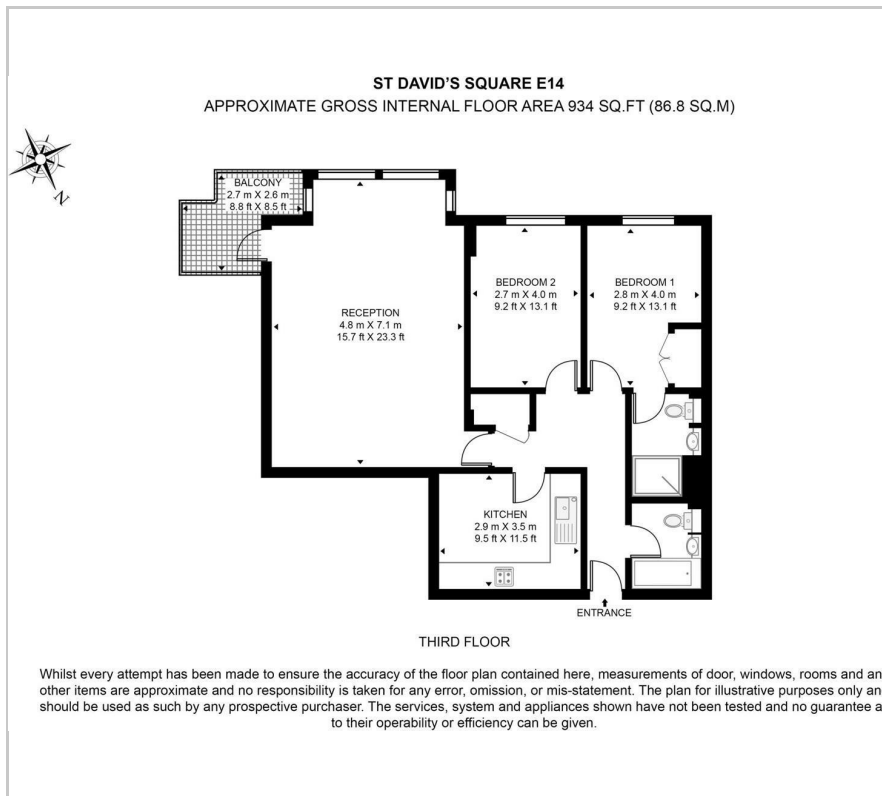 ST DAVID'S SQUARE E14
APPROXIMATE GROSS INTERNAL FLOOR AREA 934 SQ.FT (86.8 SQ.M)
N
BALCONY
2.7 m X 2.6 m
8.8 ft X 8.5 ft
RECEPTION
4.8 m X 7.1 m
15.7 ft X 23.3 ft
BEDROOM 2
2.7 m X 4.0 m
9.2 ft X 13.1 ft
BEDROOM 1
2.8 m X 4.0 m
9.2 ft X 13.1 ft
KITCHEN
2.9 m X 3.5 m
9.5 ft X 11.5 ft
ENTRANCE
THIRD FLOOR
Whilst every attempt has been made to ensure the accuracy of the floor plan contained here, measurements of door, windows, rooms and an
other items are approximate and no responsibility is taken for any error, omission, or mis-statement. The plan for illustrative purposes only an
should be used as such by any prospective purchaser. The services, system and appliances shown have not been tested and no guarantee a
to their operability or efficiency can be given.